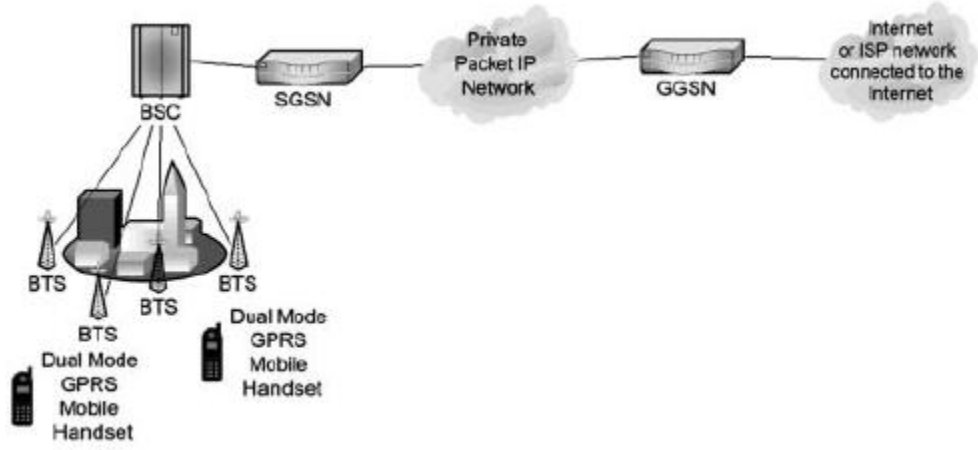 BSC
SGSN
Private
Packet IP
Network
GGSN
Internet
or ISP network
connected to the
Internet
BTS
BTS
BTS
BTS
Dual Mode
GPRS
Mobile
Handset
Dual Mode
GPRS
Mobile
Handset